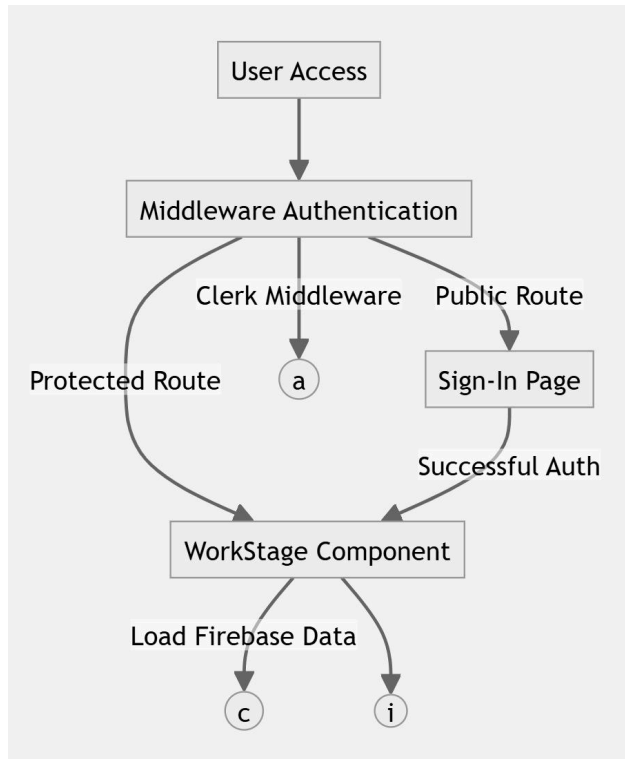 User Access
Middleware Authentication
Clerk Middleware
Public Route
Protected Route
a
Sign-In Page
Successful Auth
WorkStage Component
Load Firebase Data
c
i